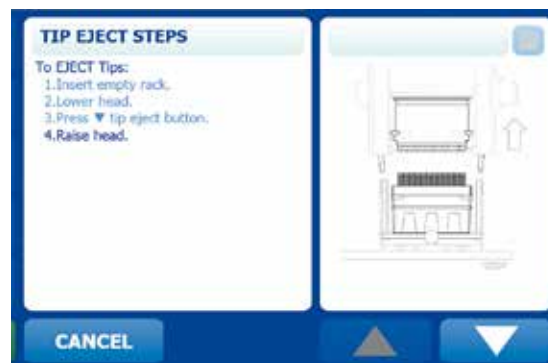 TIP EJECT STEPS
To EJECT Tips:
1.Insert empty rack.
2.Lower head.
3.Press ▼ tip eject button.
4.Raise head.
CANCEL